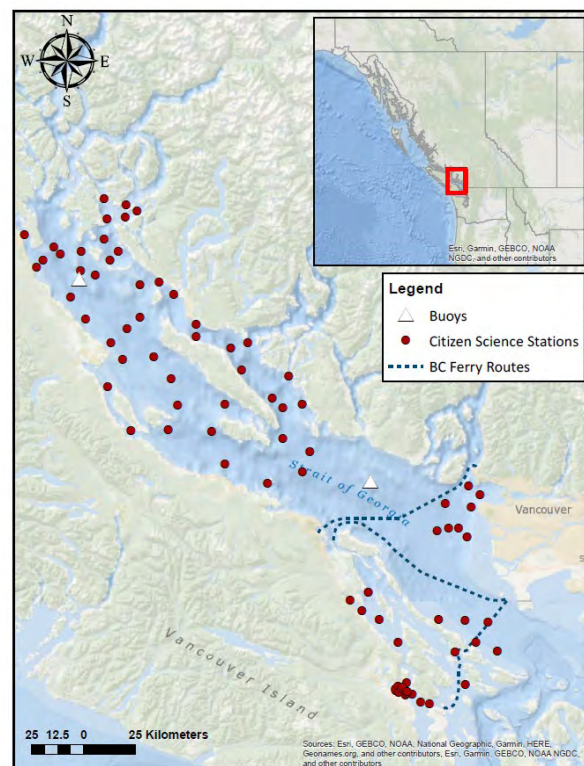 N
W E
S
Esri, Garmin, GEBCO, NOAA
NGDC, and other contributors
Legend
Buoys
Citizen Science Stations
BC Ferry Routes
Strait of Georgia
Vancouver
S
Vancouver Island
25 12.5 0 25 Kilometers
Sources: Esri, GEBCO, NOAA, National Geographic, Garmin, HERE,
Geonames.org, and other contributors, Esri, Garmin, GEBCO, NOAA NGDC,
and other contributors